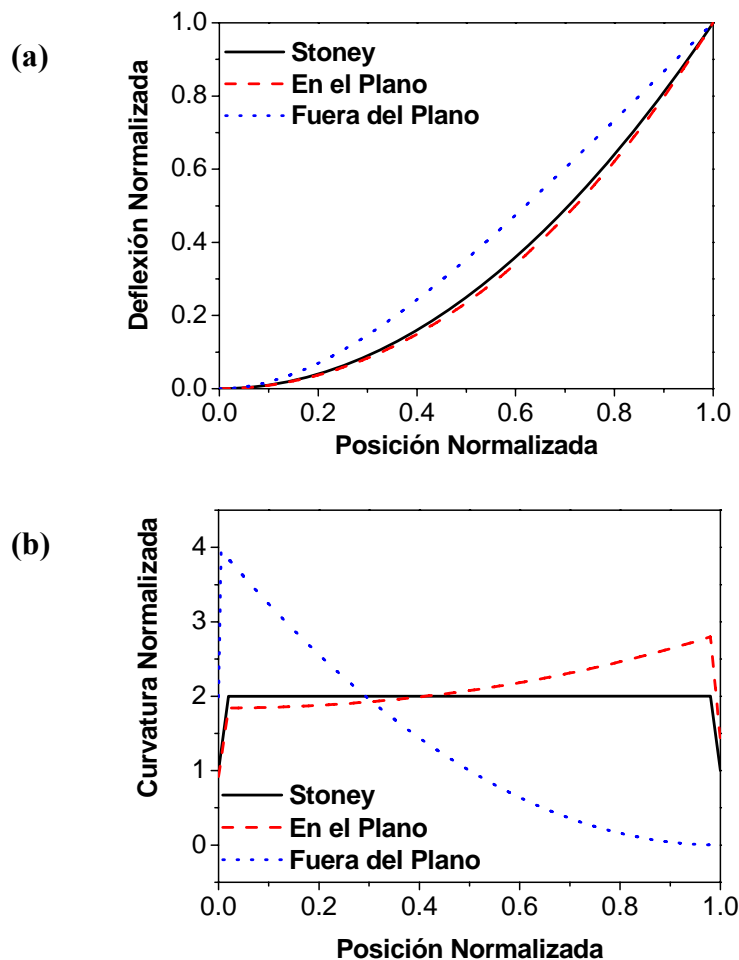 (a)
Deflexión Normalizada
1.0
0.8
0.6
0.4
0.2
0.0
Stoney
En el Plano
Fuera del Plano
0.0 0.2 0.4 0.6 0.8 1.0
Posición Normalizada
(b)
Curvatura Normalizada
4
3
2
1
0
Stoney
En el Plano
Fuera del Plano
0.0 0.2 0.4 0.6 0.8 1.0
Posición Normalizada